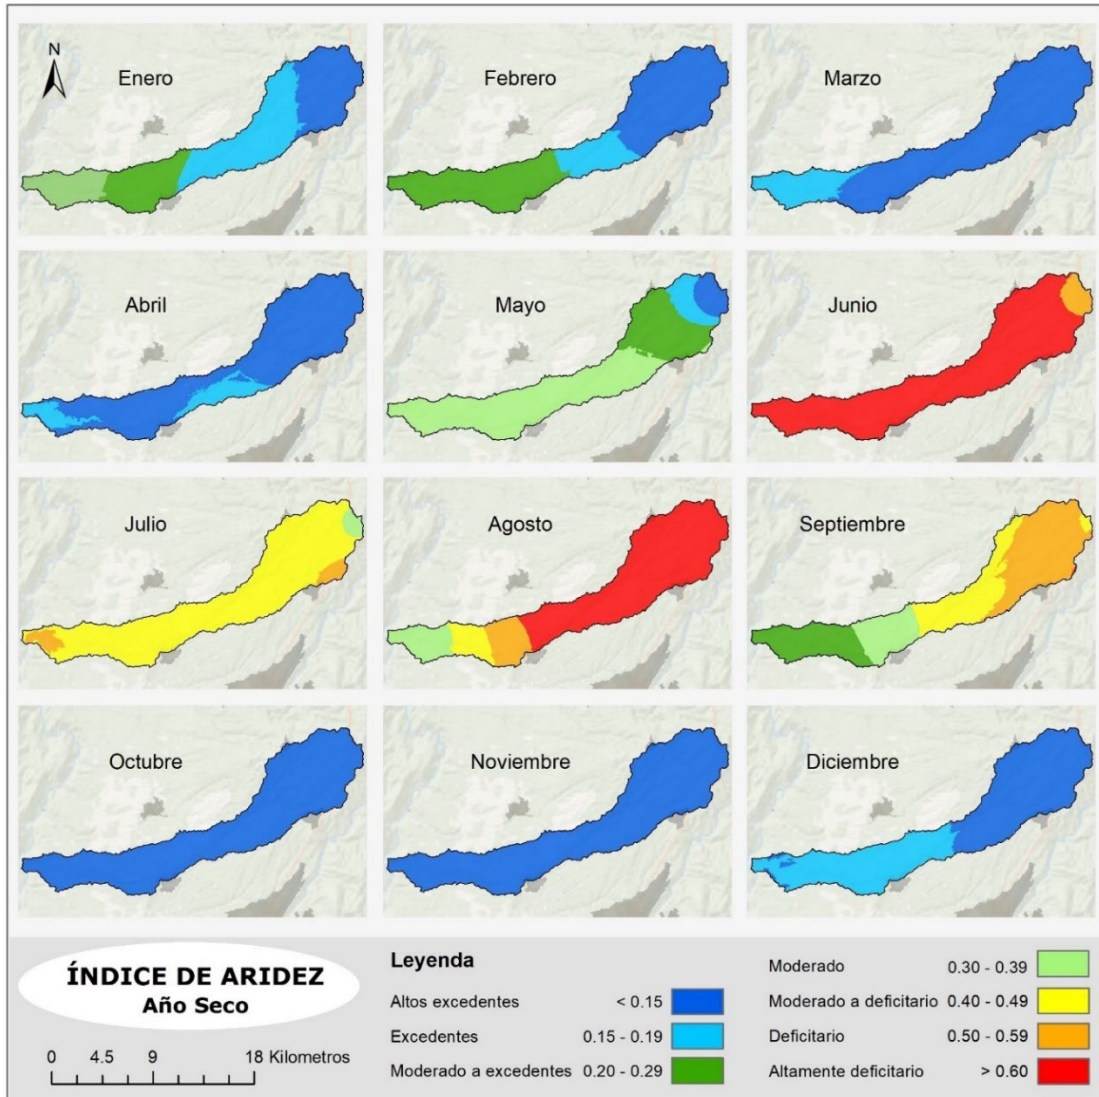 N
Enero
Febrero
Marzo
Abril
Mayo
Junio
Julio
Agosto
Septiembre
Octubre
Noviembre
Diciembre
ÍNDICE DE ARIDEZ
Año Seco
0 4.5 9 18 Kilometros
Leyenda
Altos excedentes < 0.15
Excedentes 0.15 - 0.19
Moderado a excedentes 0.20 - 0.29
Moderado 0.30 - 0.39
Moderado a deficitario 0.40 - 0.49
Deficitario 0.50 - 0.59
Altamente deficitario > 0.60